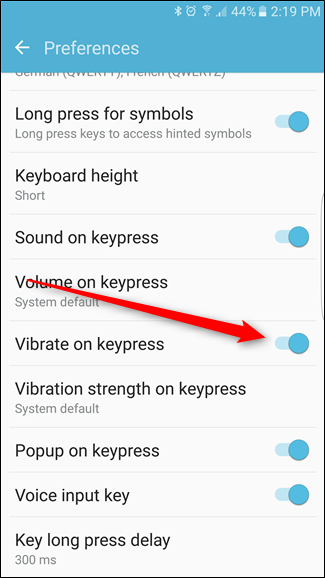 44% 2:19 PM
Preferences
German (QWERTY), French (QWERTZ)
Long press for symbols
Long press keys to access hinted symbols
Keyboard height
Short
Sound on keypress
Volume on keypress
System default
Vibrate on keypress
Vibration strength on keypress
System default
Popup on keypress
Voice input key
Key long press delay
300 ms